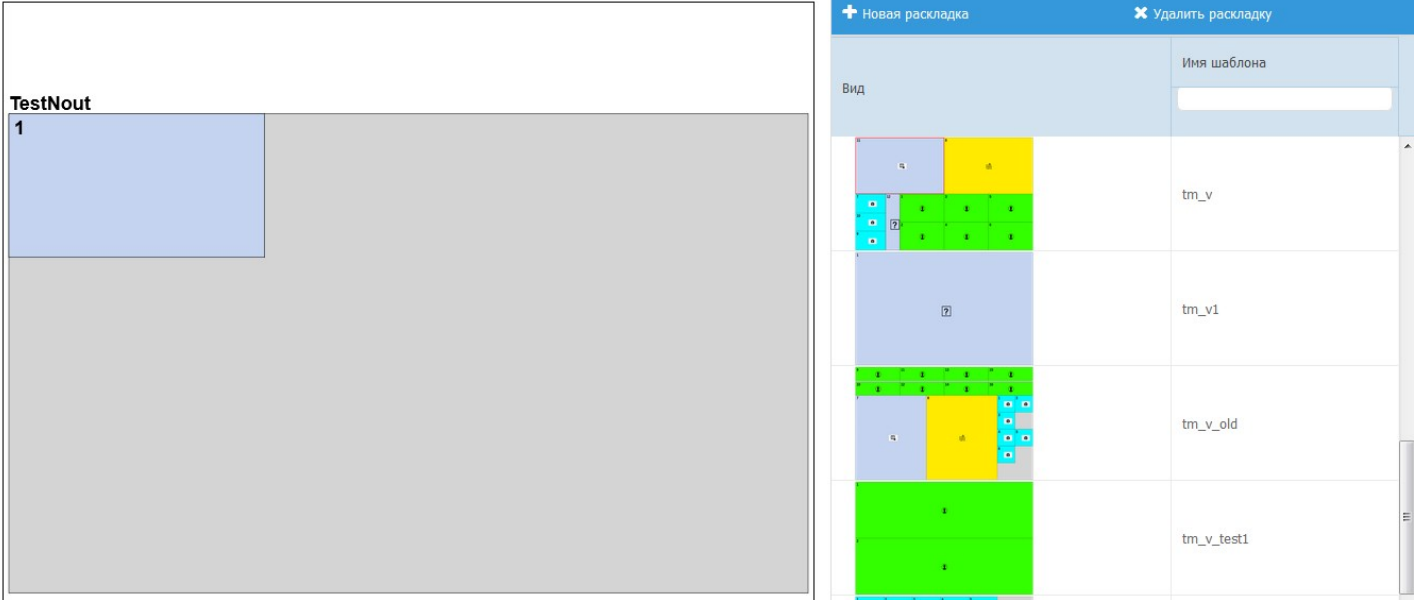 TestNout
1
Новая раскладка
Удалить раскладку
Вид
Имя шаблона
tm_v
?
tm_v1
?
tm_v_old
tm_v_test1